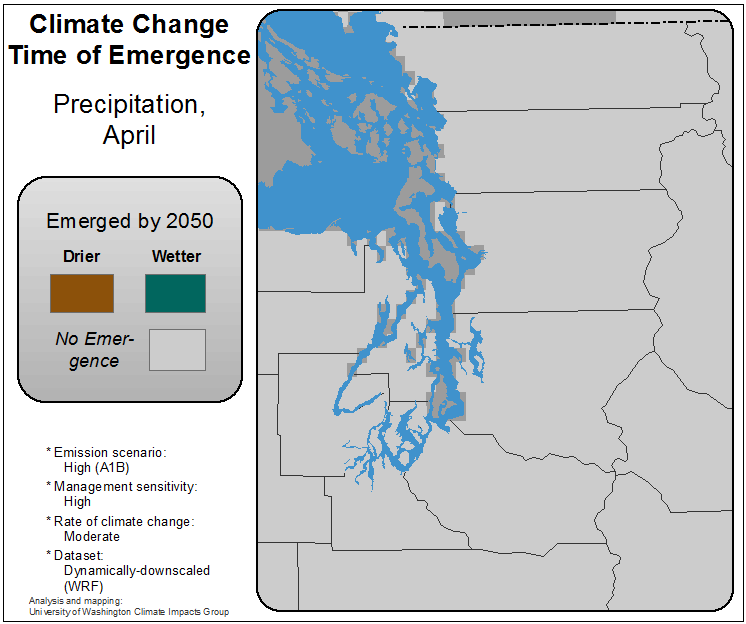 Climate Change
Time of Emergence
Precipitation,
April
Emerged by 2050
Drier Wetter
No Emer-
gence
* Emission scenario:
High (A1B)
* Management sensitivity:
High
* Rate of climate change:
Moderate
* Dataset:
Dynamically-downscaled
(WRF)
Analysis and mapping:
University of Washington Climate Impacts Group